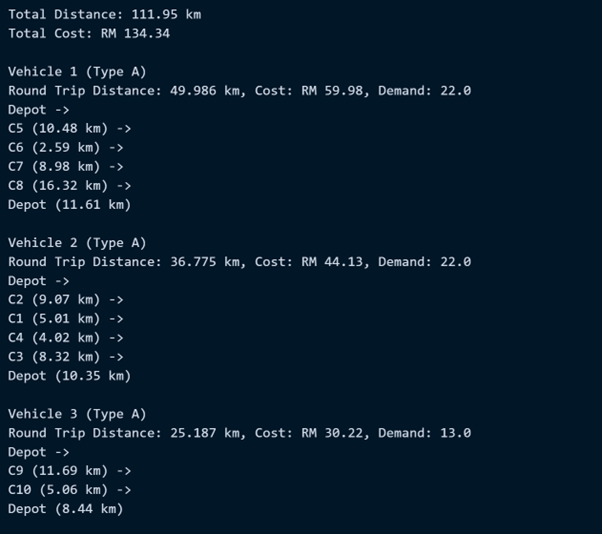 Total Distance: 111.95 km
Total Cost: RM 134.34
Vehicle 1 (Type A)
Round Trip Distance: 49.986 km, Cost: RM 59.98, Demand: 22.0
Depot ->
C5 (10.48 km) ->
C6 (2.59 km) ->
C7 (8.98 km) ->
C8 (16.32 km) ->
Depot (11.61 km)
Vehicle 2 (Type A)
Round Trip Distance: 36.775 km, Cost: RM 44.13, Demand: 22.0
Depot ->
C2 (9.07 km) ->
C1 (5.01 km) ->
C4 (4.02 km) ->
C3 (8.32 km) ->
Depot (10.35 km)
Vehicle 3 (Type A)
Round Trip Distance: 25.187 km, Cost: RM 30.22, Demand: 13.0
Depot ->
C9 (11.69 km) ->
C10 (5.06 km) ->
Depot (8.44 km)